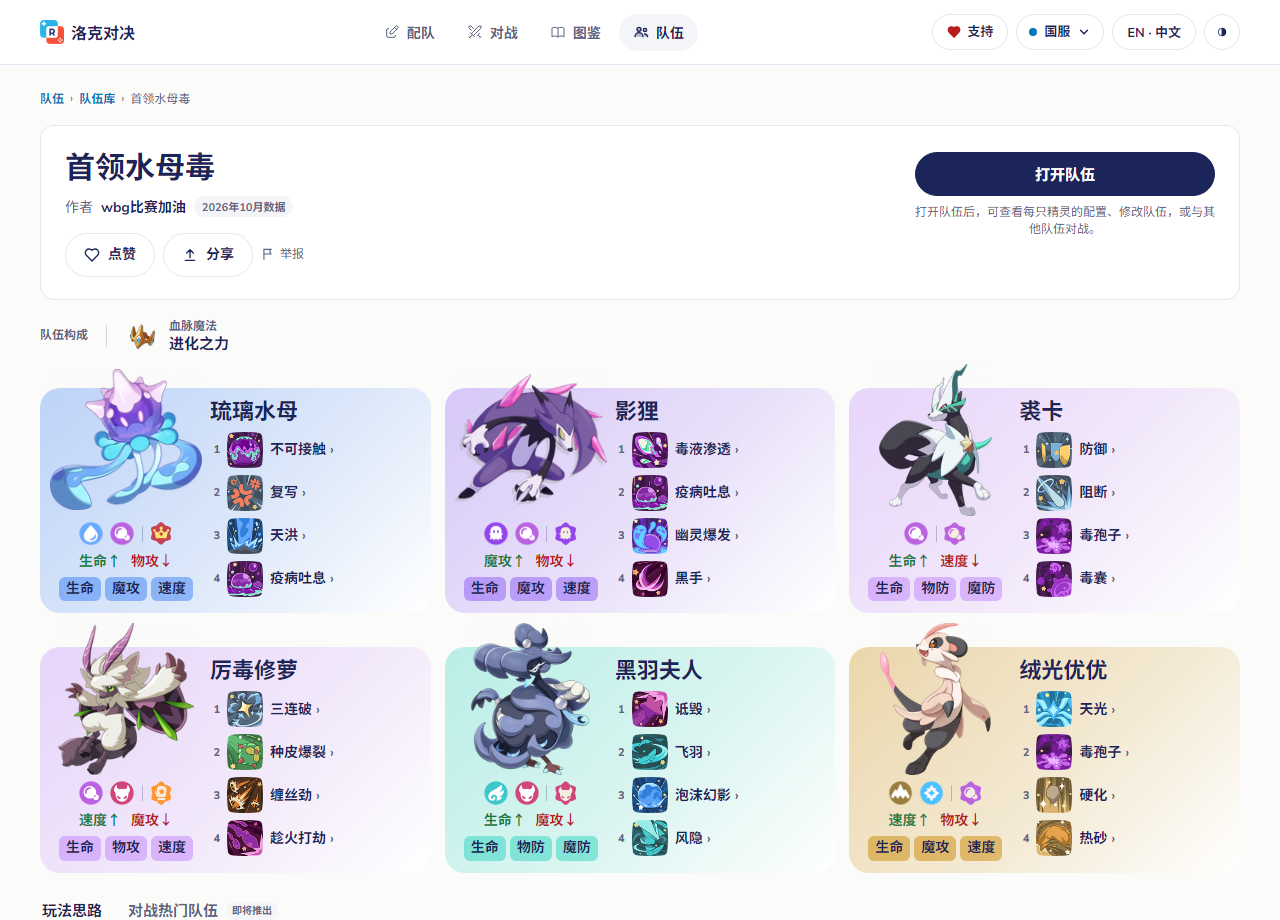 洛克对决
配队
对战
图鉴
队伍
支持
国服
EN · 中文
队伍 › 队伍库 › 首领水母毒
首领水母毒
作者 wbg比赛加油 2026年10月数据
点赞
分享
举报
打开队伍
打开队伍后，可查看每只精灵的配置、修改队伍，或与其
他队伍对战。
队伍构成
血脉魔法
进化之力
琉璃水母
1 不可接触 ›
2 复写 ›
3 天洪 ›
4 疫病吐息 ›
生命↑ 物攻↓
生命 魔攻 速度
影狸
1 毒液渗透 ›
2 疫病吐息 ›
3 幽灵爆发 ›
4 黑手 ›
魔攻↑ 物攻↓
生命 魔攻 速度
裘卡
1 防御 ›
2 阻断 ›
3 毒孢子 ›
4 毒囊 ›
生命↑ 速度↓
生命 物防 魔防
厉毒修萝
1 三连破 ›
2 种皮爆裂 ›
3 缠丝劲 ›
4 趁火打劫 ›
速度↑ 魔攻↓
生命 物攻 速度
黑羽夫人
1 诋毁 ›
2 飞羽 ›
3 泡沫幻影 ›
4 风隐 ›
生命↑ 魔攻↓
生命 物防 魔防
绒光优优
1 天光 ›
2 毒孢子 ›
3 硬化 ›
4 热砂 ›
速度↑ 物攻↓
生命 魔攻 速度
玩法思路
对战热门队伍 即将推出